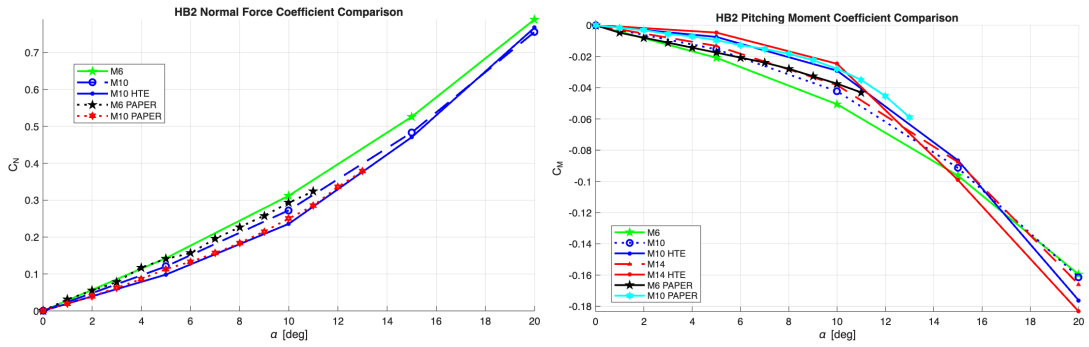 HB2 Normal Force Coefficient Comparison
0.7
0.6
0.5
0.4
0.3
0.2
0.1
0
C_N
M6
M10
M10 HTE
M6 PAPER
M10 PAPER
0 2 4 6 8 10 12 14 16 18 20
α [deg]
HB2 Pitching Moment Coefficient Comparison
0
-0.02
-0.04
-0.06
-0.08
-0.1
-0.12
-0.14
-0.16
-0.18
C_M
M6
M10
M10 HTE
M14
M14 HTE
M6 PAPER
M10 PAPER
0 2 4 6 8 10 12 14 16 18 20
α [deg]